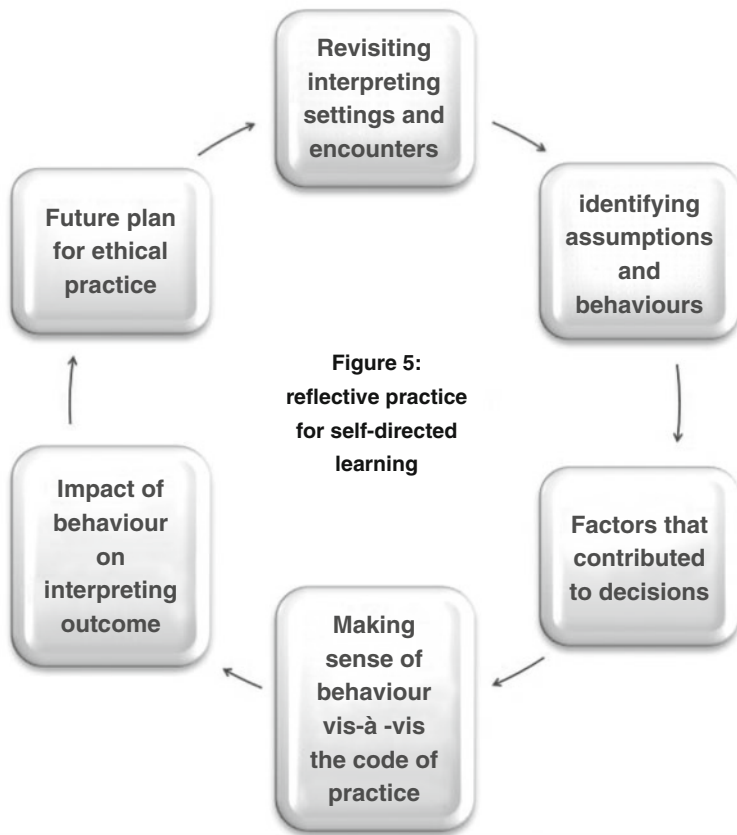 Revisiting
interpreting
settings and
encounters
identifying
assumptions
and
behaviours
Factors that
contributed
to decisions
Making
sense of
behaviour
vis-à -vis
the code of
practice
Impact of
behaviour
on
interpreting
outcome
Future plan
for ethical
practice
Figure 5:
reflective practice
for self-directed
learning